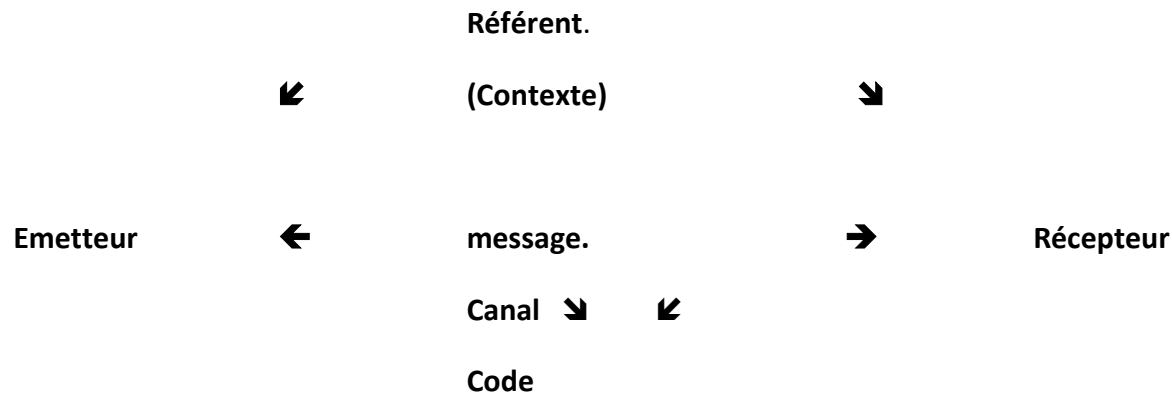 Référent.
🡿 (Contexte) 🡾
Emetteur 🡸 message. 🡺 Récepteur
Canal 🡾 🡿
Code